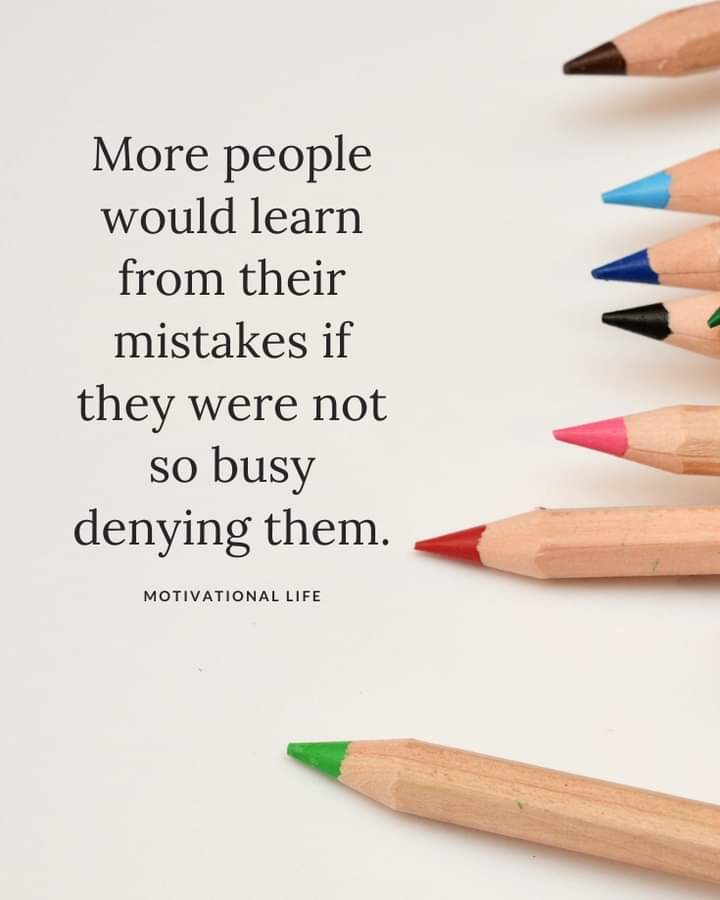 More people
would learn
from their
mistakes if
they were not
so busy
denying them.
MOTIVATIONAL LIFE